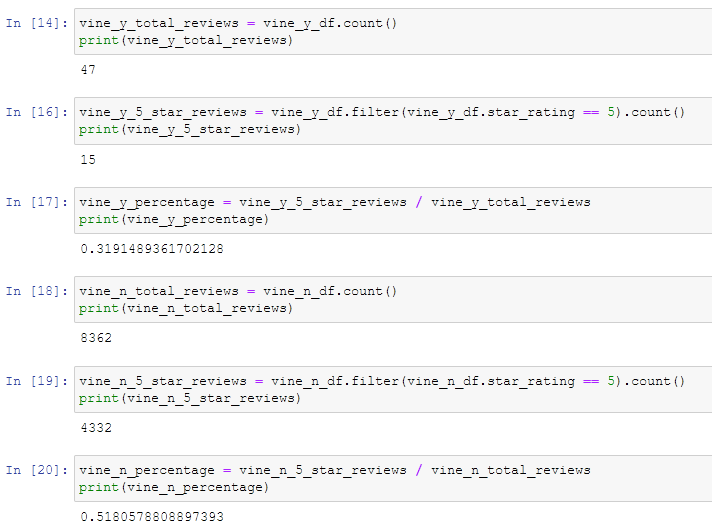 In [14]: vine_y_total_reviews = vine_y_df.count()
print(vine_y_total_reviews)
47
In [16]: vine_y_5_star_reviews = vine_y_df.filter(vine_y_df.star_rating == 5).count()
print(vine_y_5_star_reviews)
15
In [17]: vine_y_percentage = vine_y_5_star_reviews / vine_y_total_reviews
print(vine_y_percentage)
0.3191489361702128
In [18]: vine_n_total_reviews = vine_n_df.count()
print(vine_n_total_reviews)
8362
In [19]: vine_n_5_star_reviews = vine_n_df.filter(vine_n_df.star_rating == 5).count()
print(vine_n_5_star_reviews)
4332
In [20]: vine_n_percentage = vine_n_5_star_reviews / vine_n_total_reviews
print(vine_n_percentage)
0.5180578808897393